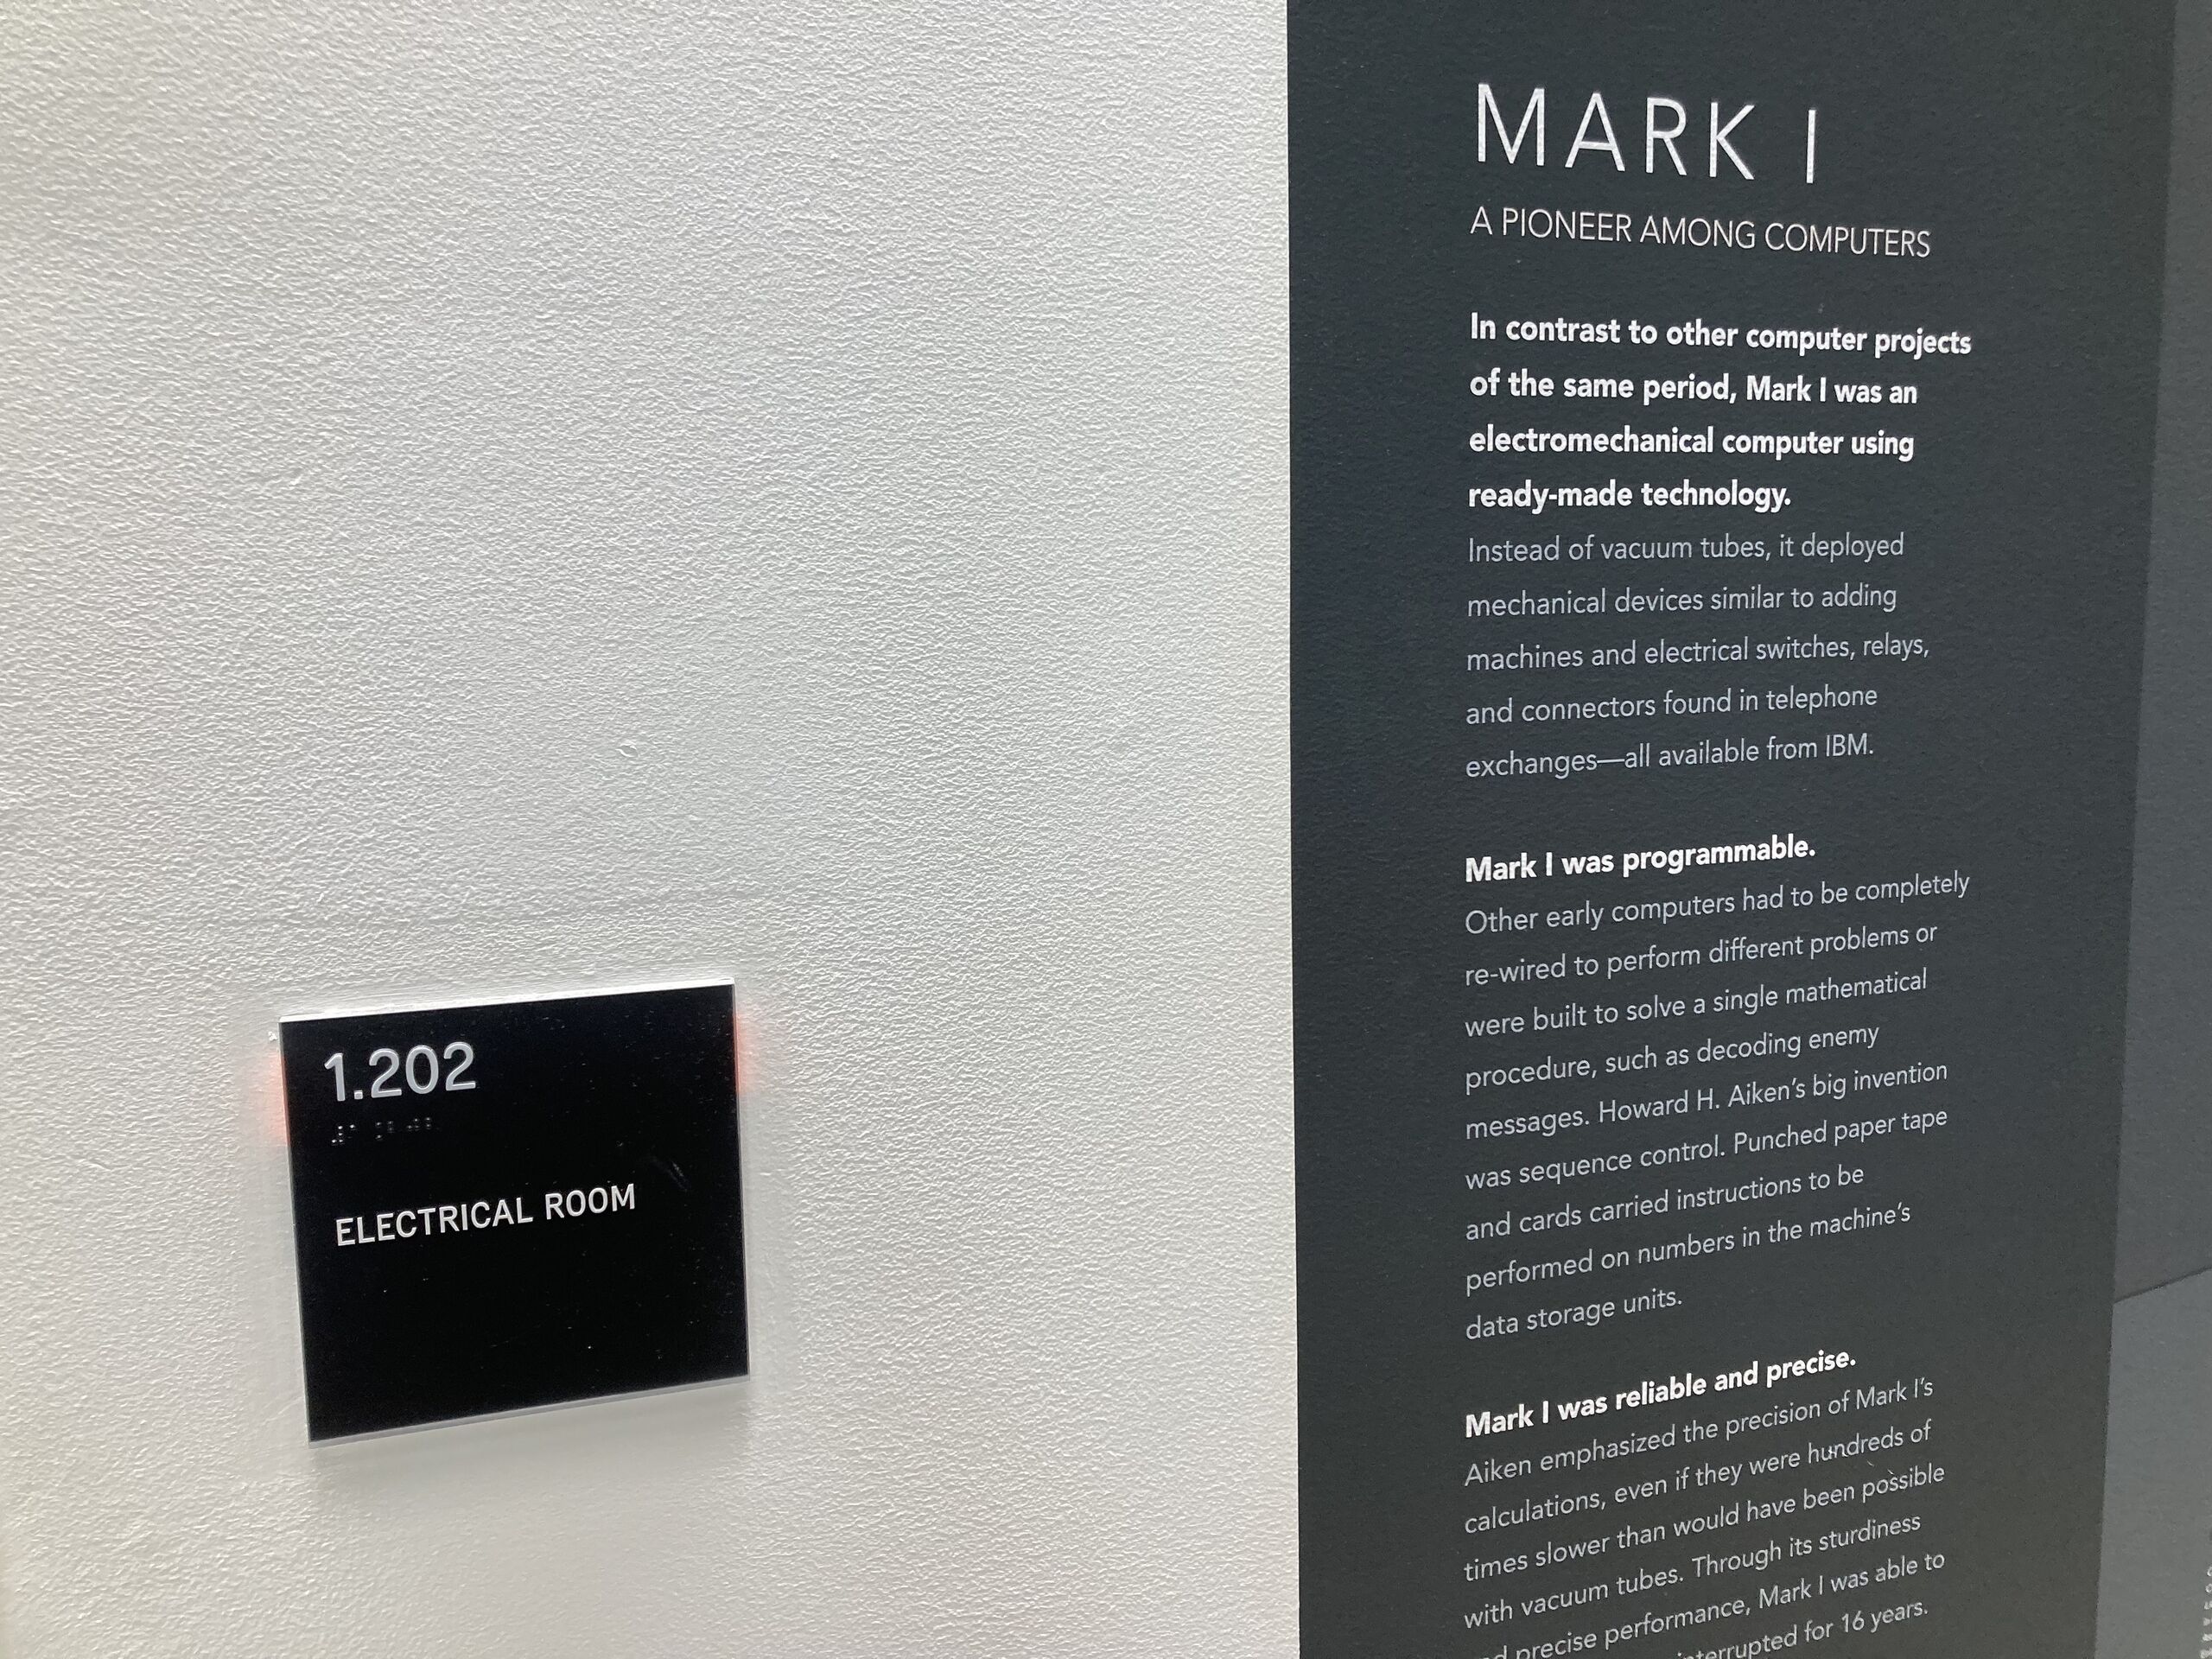 1.202
ELECTRICAL ROOM
MARK I
A PIONEER AMONG COMPUTERS
In contrast to other computer projects
of the same period, Mark I was an
electromechanical computer using
ready-made technology.
Instead of vacuum tubes, it deployed
mechanical devices similar to adding
machines and electrical switches, relays,
and connectors found in telephone
exchanges—all available from IBM.
Mark I was programmable.
Other early computers had to be completely
re-wired to perform different problems or
were built to solve a single mathematical
procedure, such as decoding enemy
messages. Howard H. Aiken's big invention
was sequence control. Punched paper tape
and cards carried instructions to be
performed on numbers in the machine's
data storage units.
Mark I was reliable and precise.
Aiken emphasized the precision of Mark I's
calculations, even if they were hundreds of
times slower than would have been possible
with vacuum tubes. Through its sturdiness
precise performance, Mark I was able to
for 16 years.